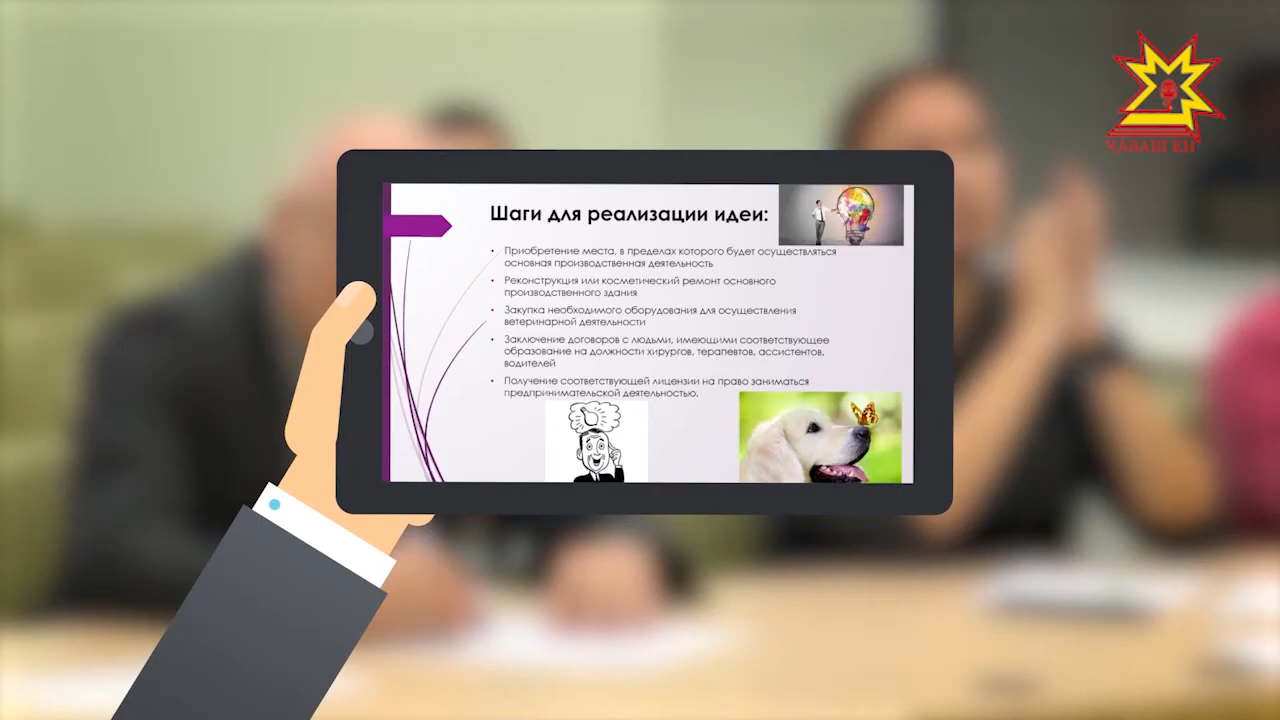 ЧӐВАШ ЕН
Шаги для реализации идеи:
• Приобретение места, в пределах которого будет осуществляться
основная производственная деятельность
• Реконструкция или косметический ремонт основного
производственного здания
• Закупка необходимого оборудования для осуществления
ветеринарной деятельности
• Заключение договоров с людьми, имеющими соответствующее
образование на должности хирургов, терапевтов, ассистентов,
водителей
• Получение соответствующей лицензии на право заниматься
предпринимательской деятельностью.